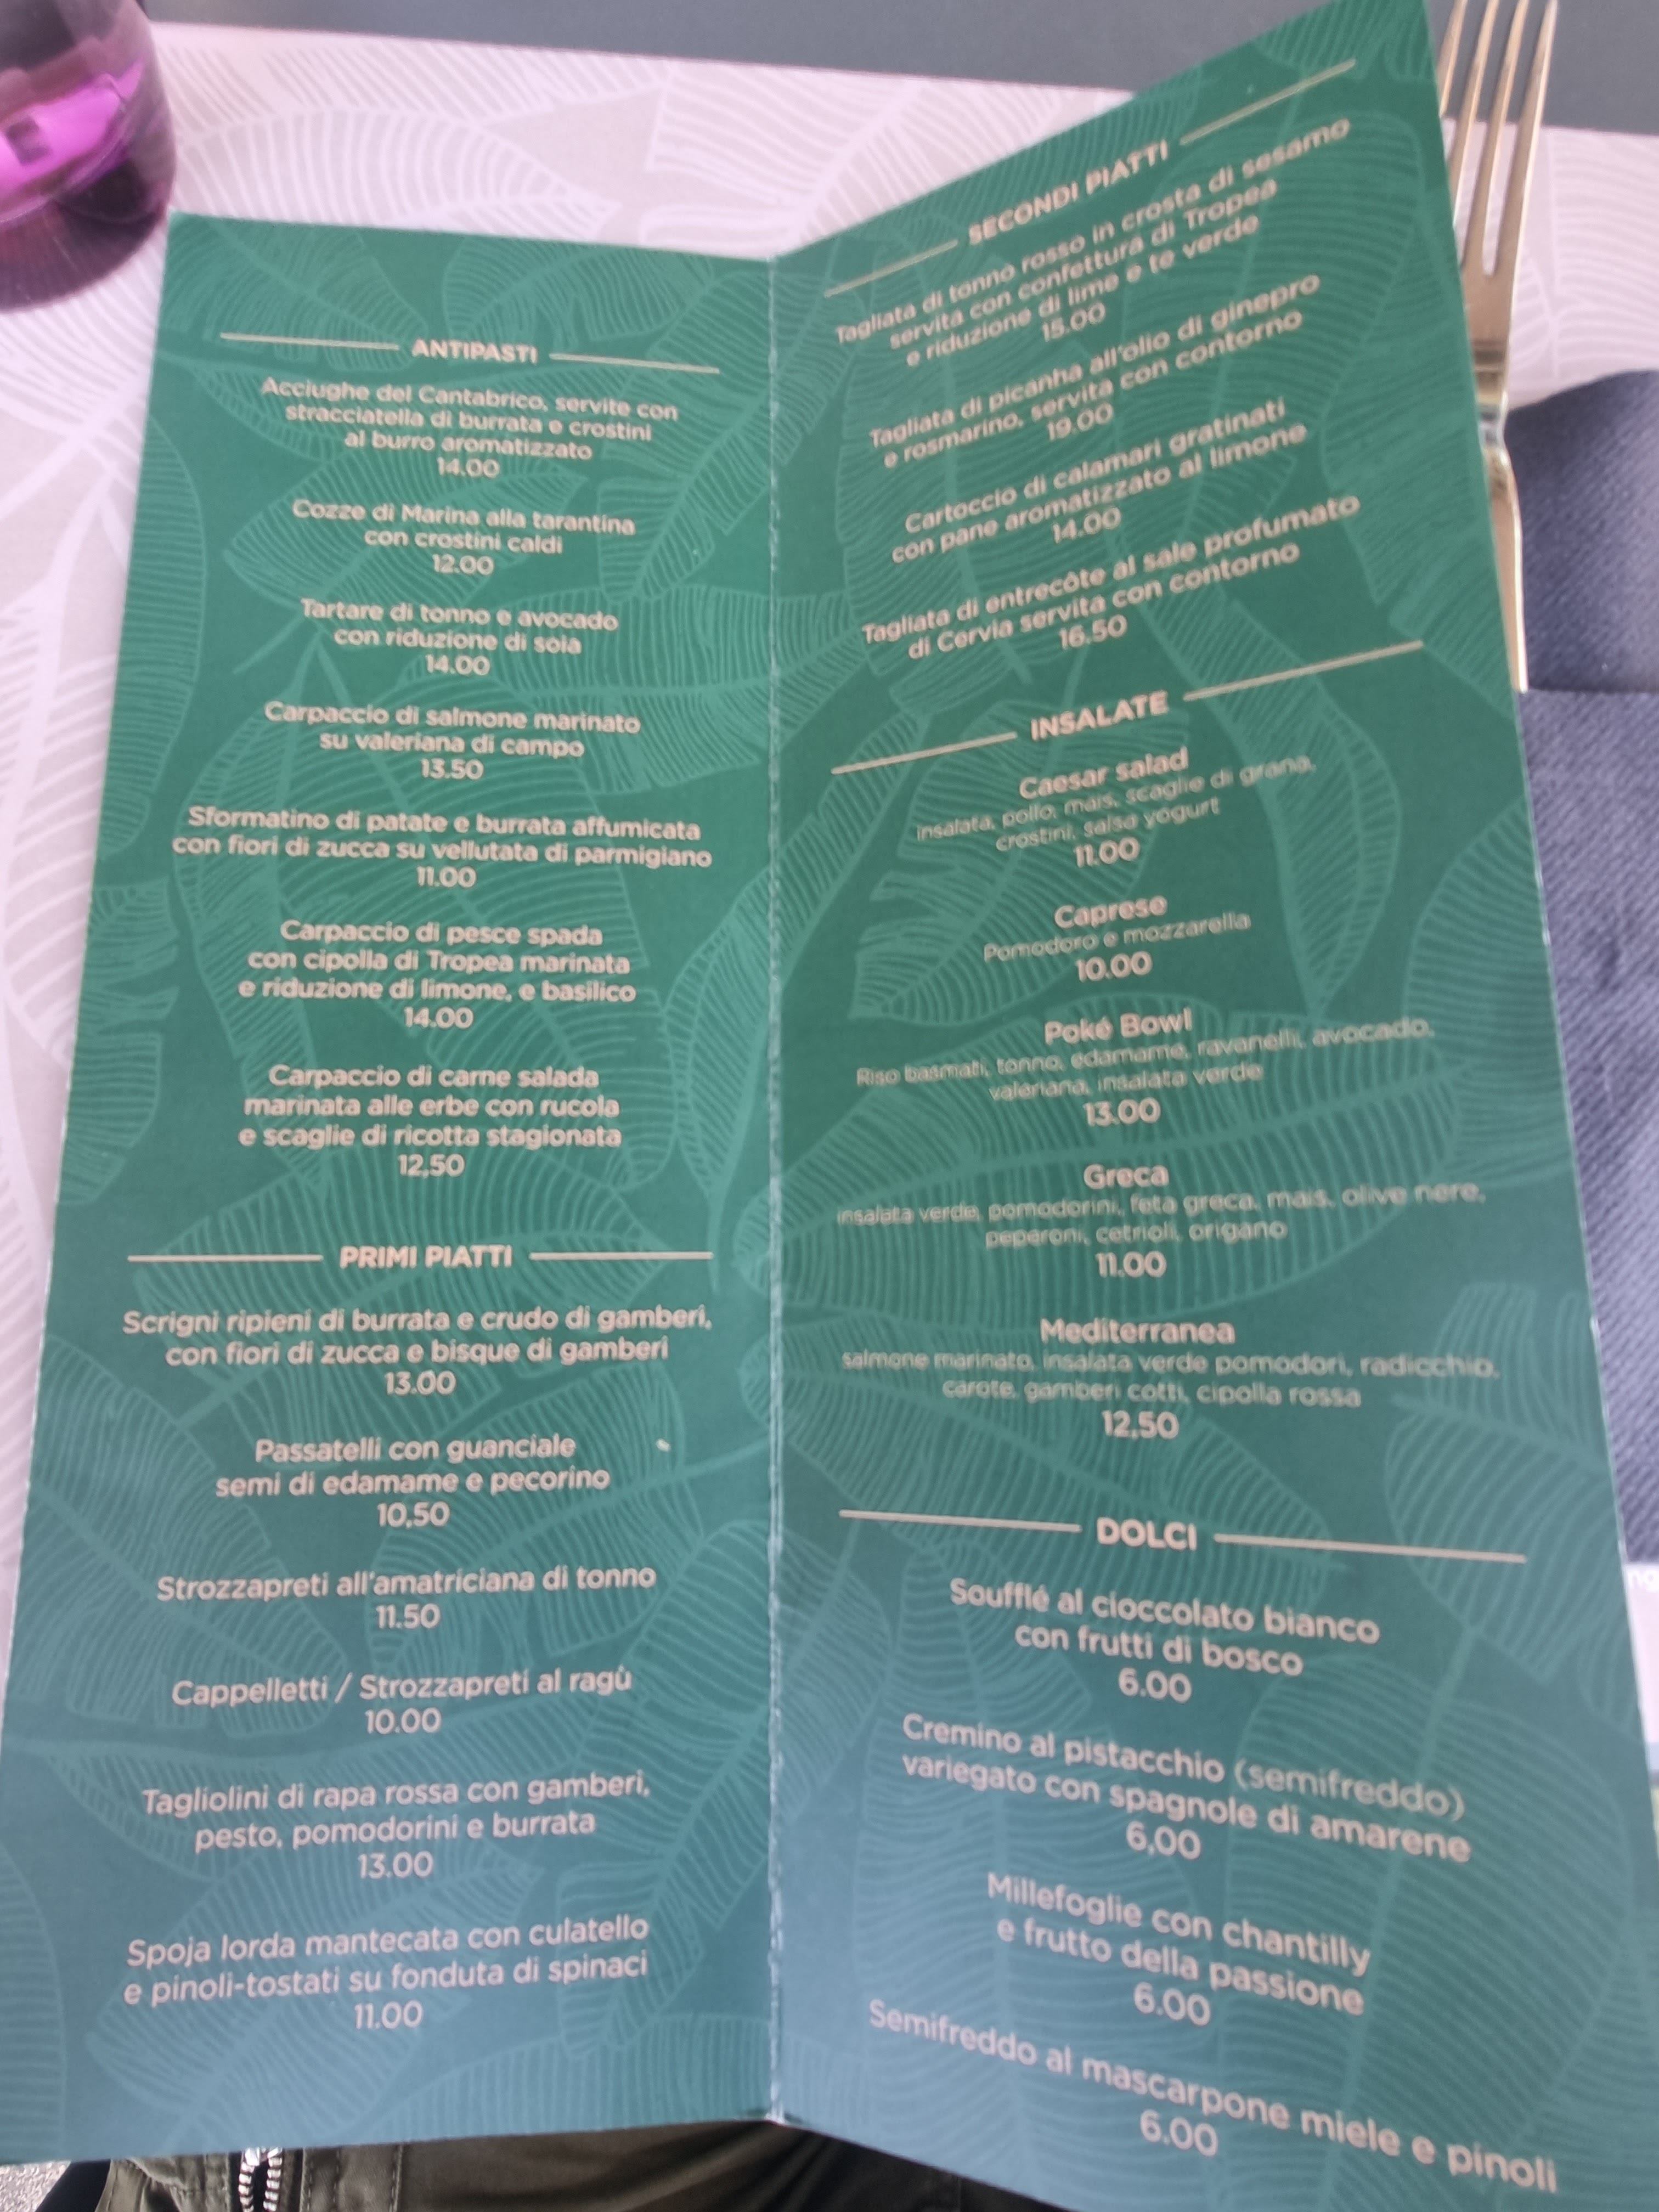 ANTIPASTI
Acciughe del Cantabrico, servite con
stracciatella di burrata e crostini
al burro aromatizzato
14.00
Cozze di Marina alla tarantina
con crostini caldi
12.00
Tartare di tonno e avocado
con riduzione di soia
14.00
Carpaccio di salmone marinato
su valeriana di campo
13.50
Sformatino di patate e burrata affumicata
con fiori di zucca su vellutata di parmigiano
11.00
Carpaccio di pesce spada
con cipolla di Tropea marinata
e riduzione di limone, e basilico
14.00
Carpaccio di carne salada
marinata alle erbe con rucola
e scaglie di ricotta stagionata
12,50
PRIMI PIATTI
Scrigni ripieni di burrata e crudo di gamberi,
con fiori di zucca e bisque di gamberi
13.00
Passatelli con guanciale
semi di edamame e pecorino
10,50
Strozzapreti all'amatriciana di tonno
11.50
Cappelletti / Strozzapreti al ragù
10.00
Tagliolini di rapa rossa con gamberi,
pesto, pomodorini e burrata
13.00
Spoja lorda mantecata con culatello
e pinoli-tostati su fonduta di spinaci
11.00
SECONDI PIATTI
Tagliata di tonno rosso in crosta di sesamo
servita con confettura di Tropea
e riduzione di lime e te verde
15.00
Tagliata di picanha all'olio di ginepro
e rosmarino, servita con contorno
19.00
Cartoccio di calamari gratinati
con pane aromatizzato al limone
14.00
Tagliata di entrecôte al sale profumato
di Cervia servita con contorno
16.50
INSALATE
Caesar salad
insalata, pollo, mais, scaglie di grana,
crostini, salsa yogurt
11.00
Caprese
Pomodoro e mozzarella
10.00
Poké Bowl
Riso basmati, tonno, edamame, ravanelli, avocado,
valeriana, insalata verde
13.00
Greca
insalata verde, pomodorini, feta greca, mais, olive nere,
peperoni, cetrioli, origano
11.00
Mediterranea
salmone marinato, insalata verde pomodori, radicchio,
carote, gamberi cotti, cipolla rossa
12,50
DOLCI
Soufflé al cioccolato bianco
con frutti di bosco
6.00
Cremino al pistacchio (semifreddo)
variegato con spagnole di amarene
6,00
Millefoglie con chantilly
e frutto della passione
6.00
Semifreddo al mascarpone miele e pinoli
6.00